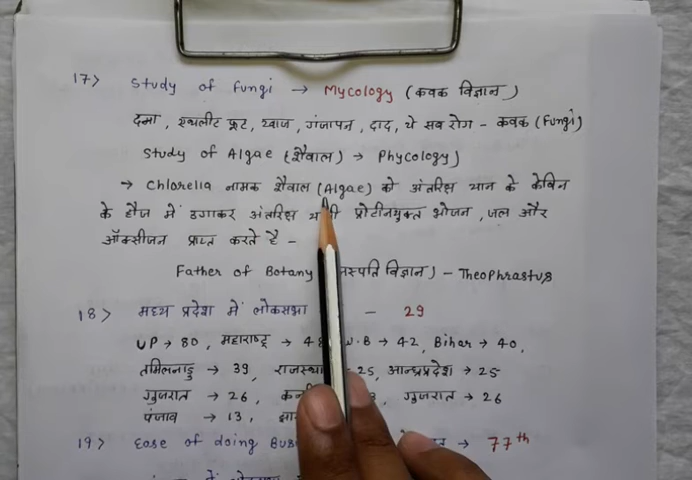 17> Study of Fungi → Mycology (कवक विज्ञान)
दमा, एथलीट फूट, खाज, गंजापन, दाद, ये सब रोग - कवक (Fungi)
Study of Algae (शैवाल) → Phycology)
→ Chlorella नामक शैवाल (Algae) को अंतरिक्ष यान के केबिन
के हौज में उगाकर अंतरिक्ष प्रोटीनयुक्त भोजन, जल और
ऑक्सीजन प्राप्त करते है -
Father of Botany विज्ञान) - Theophrastus
18> मध्य प्रदेश में लोकसभा - 29
UP → 80, महाराष्ट्र → 48 W.B → 42, Bihar → 40,
तमिलनाडु → 39, 25, आन्ध्रप्रदेश → 25
गुजरात → 26, गुजरात → 26
पंजाब → 13,
19> Ease of doing → 77th